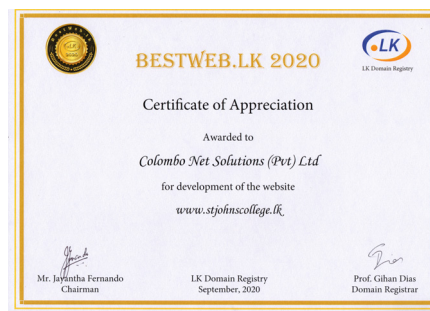 BESTWEB.LK
.LK
LK Domain Registry
BESTWEB.LK 2020
Certificate of Appreciation
Awarded to
Colombo Net Solutions (Pvt) Ltd
for development of the website
www.stjohnscollege.lk
Mr. Jayantha Fernando
Chairman
LK Domain Registry
September, 2020
Prof. Gihan Dias
Domain Registrar